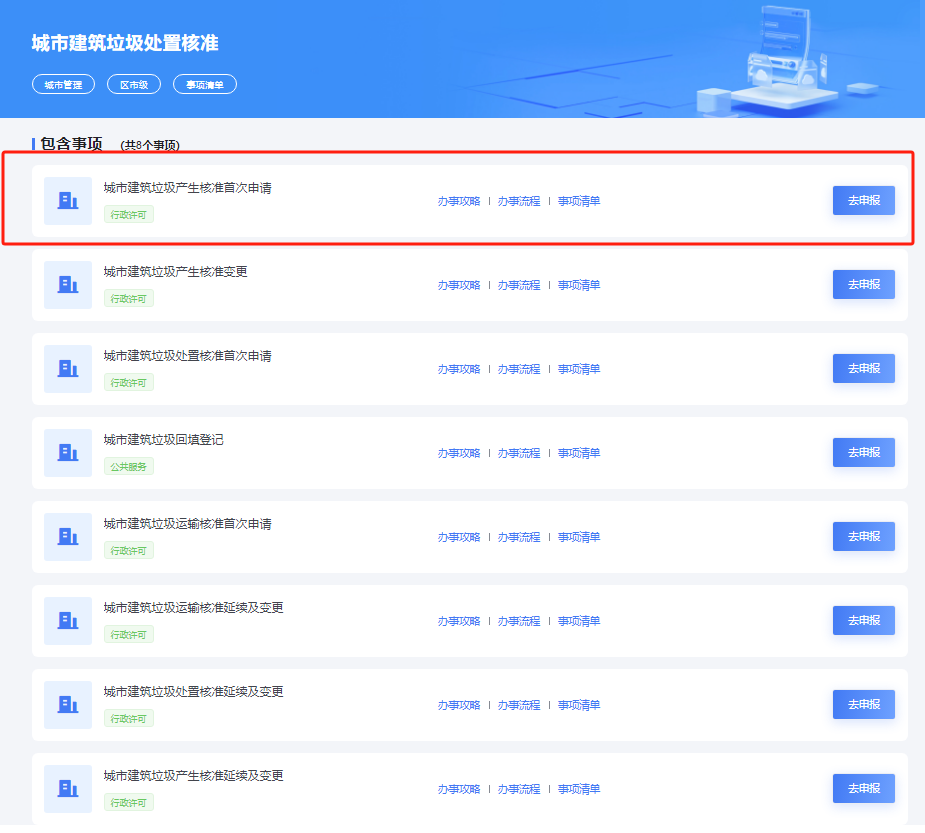 城市建筑垃圾处置核准
城市管理 区市级 事项清单
包含事项 (共8个事项)
城市建筑垃圾产生核准首次申请
行政许可
办事攻略 | 办事流程 | 事项清单 去申报
城市建筑垃圾产生核准变更
行政许可
办事攻略 | 办事流程 | 事项清单 去申报
城市建筑垃圾处置核准首次申请
行政许可
办事攻略 | 办事流程 | 事项清单 去申报
城市建筑垃圾回填登记
公共服务
办事攻略 | 办事流程 | 事项清单 去申报
城市建筑垃圾运输核准首次申请
行政许可
办事攻略 | 办事流程 | 事项清单 去申报
城市建筑垃圾运输核准延续及变更
行政许可
办事攻略 | 办事流程 | 事项清单 去申报
城市建筑垃圾处置核准延续及变更
行政许可
办事攻略 | 办事流程 | 事项清单 去申报
城市建筑垃圾产生核准延续及变更
行政许可
办事攻略 | 办事流程 | 事项清单 去申报